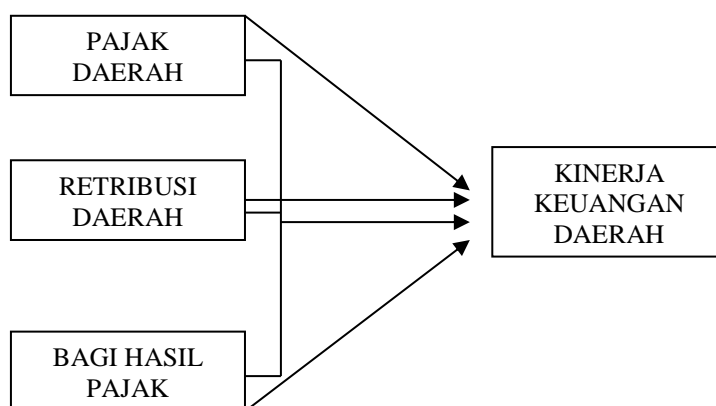 PAJAK
DAERAH
RETRIBUSI
DAERAH
BAGI HASIL
PAJAK
KINERJA
KEUANGAN
DAERAH